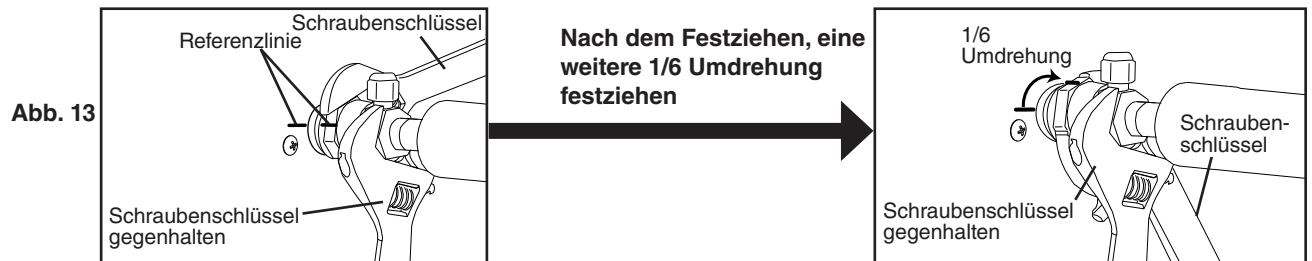 Abb. 13
Schraubenschlüssel
Referenzlinie
Schraubenschlüssel
gegenhalten
Nach dem Festziehen, eine
weitere 1/6 Umdrehung
festziehen
1/6
Umdrehung
Schrauben-
schlüssel
Schraubenschlüssel
gegenhalten